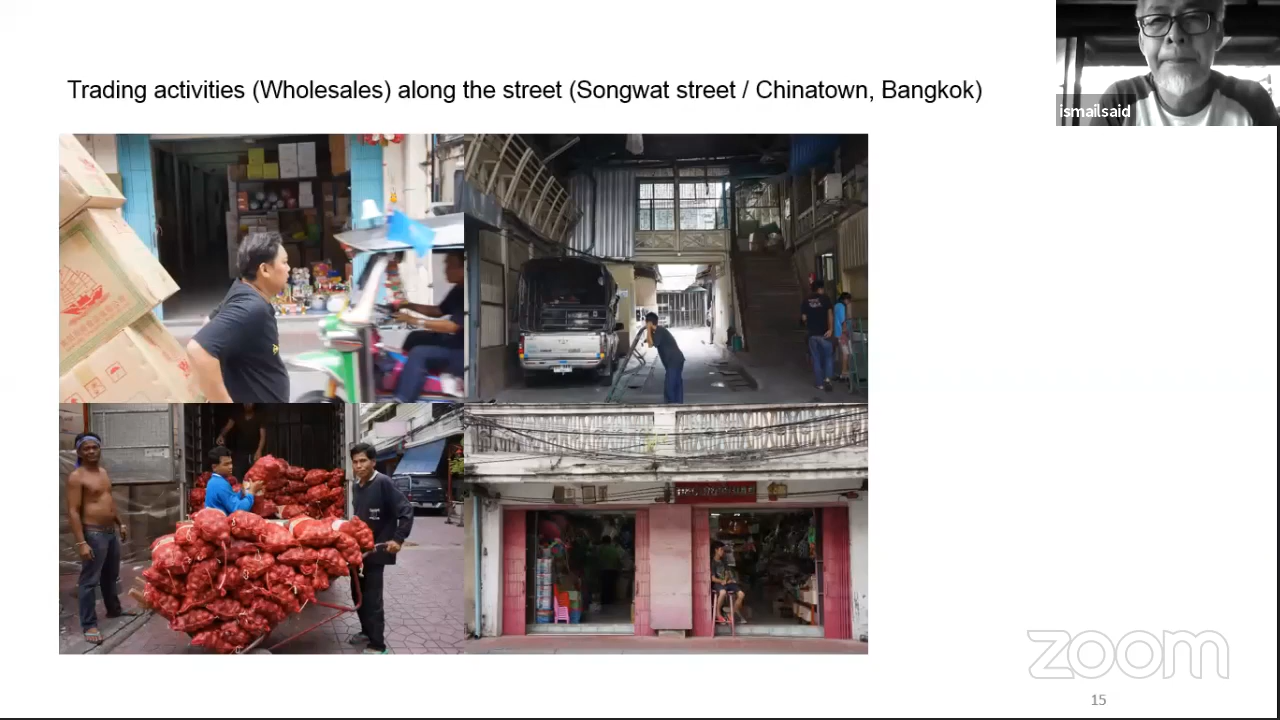 Trading activities (Wholesales) along the street (Songwat street / Chinatown, Bangkok)
ismailsaid
zoom
15